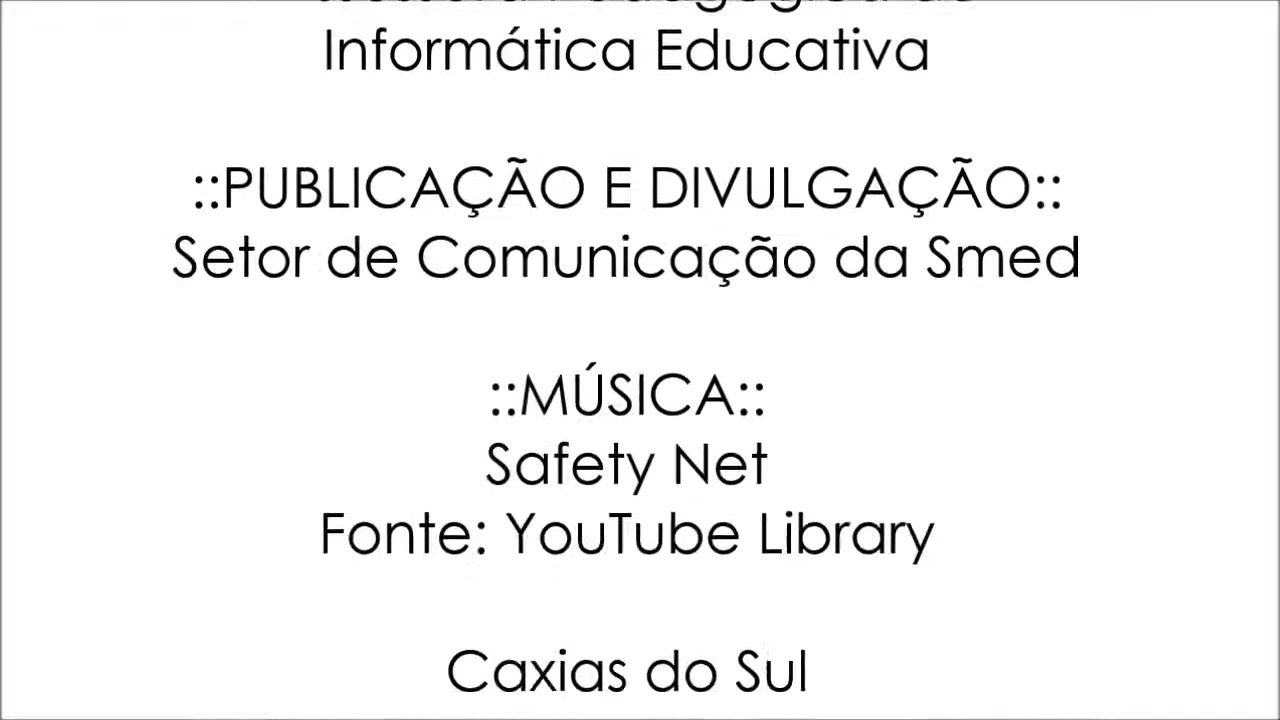 Informática Educativa
::PUBLICAÇÃO E DIVULGAÇÃO::
Setor de Comunicação da Smed
::MÚSICA::
Safety Net
Fonte: YouTube Library
Caxias do Sul